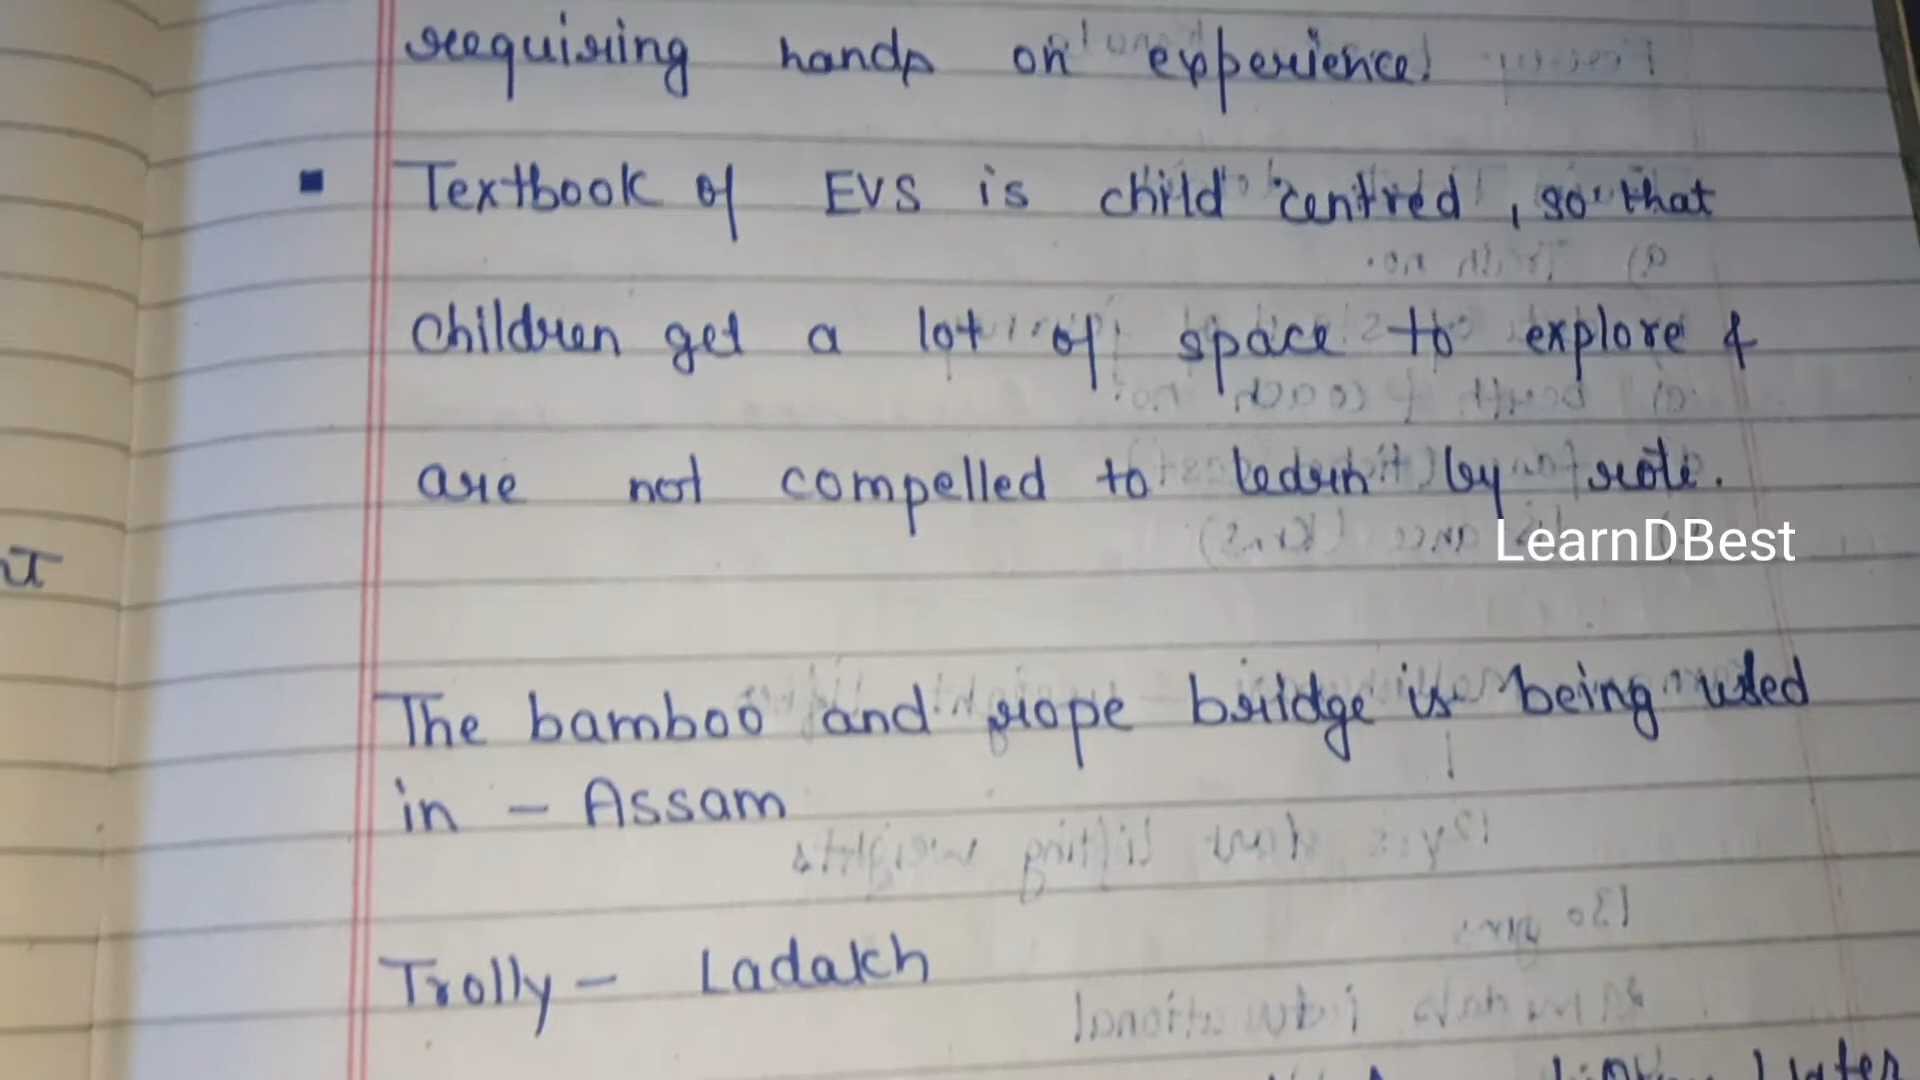 requiring hands on experience.
Textbook of EVS is child centred, so that
children get a lot of space to explore &
are not compelled to learn by rote.
LearnDBest
The bamboo and rope bridge is being used
in - Assam
Trolly - Ladakh